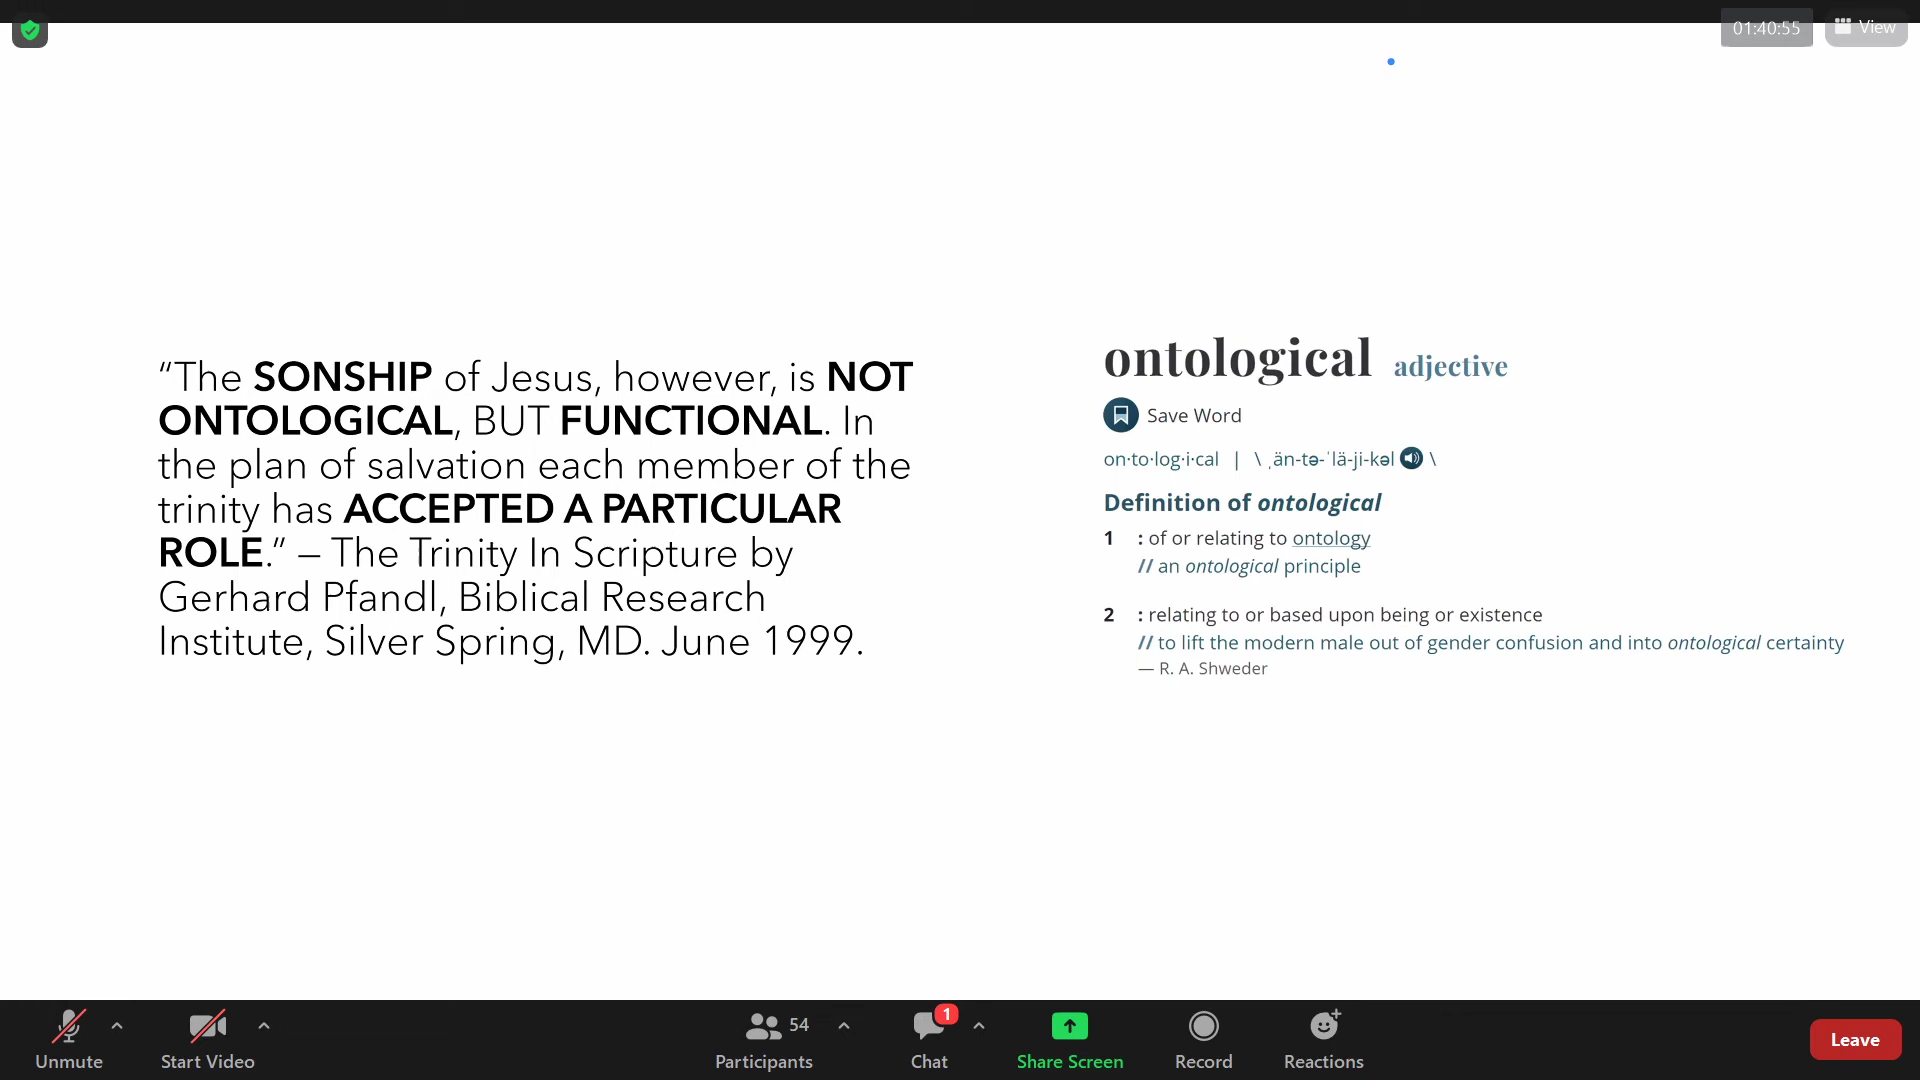 01:40:55
View
“The SONSHIP of Jesus, however, is NOT
ONTOLOGICAL, BUT FUNCTIONAL. In
the plan of salvation each member of the
trinity has ACCEPTED A PARTICULAR
ROLE.” – The Trinity In Scripture by
Gerhard Pfandl, Biblical Research
Institute, Silver Spring, MD. June 1999.
ontological adjective
Save Word
on·to·log·i·cal | \ ˌän-tə-ˈlä-ji-kəl \
Definition of ontological
1 : of or relating to ontology
// an ontological principle
2 : relating to or based upon being or existence
// to lift the modern male out of gender confusion and into ontological certainty
— R. A. Shweder
Unmute
Start Video
54
Participants
1
Chat
Share Screen
Record
Reactions
Leave